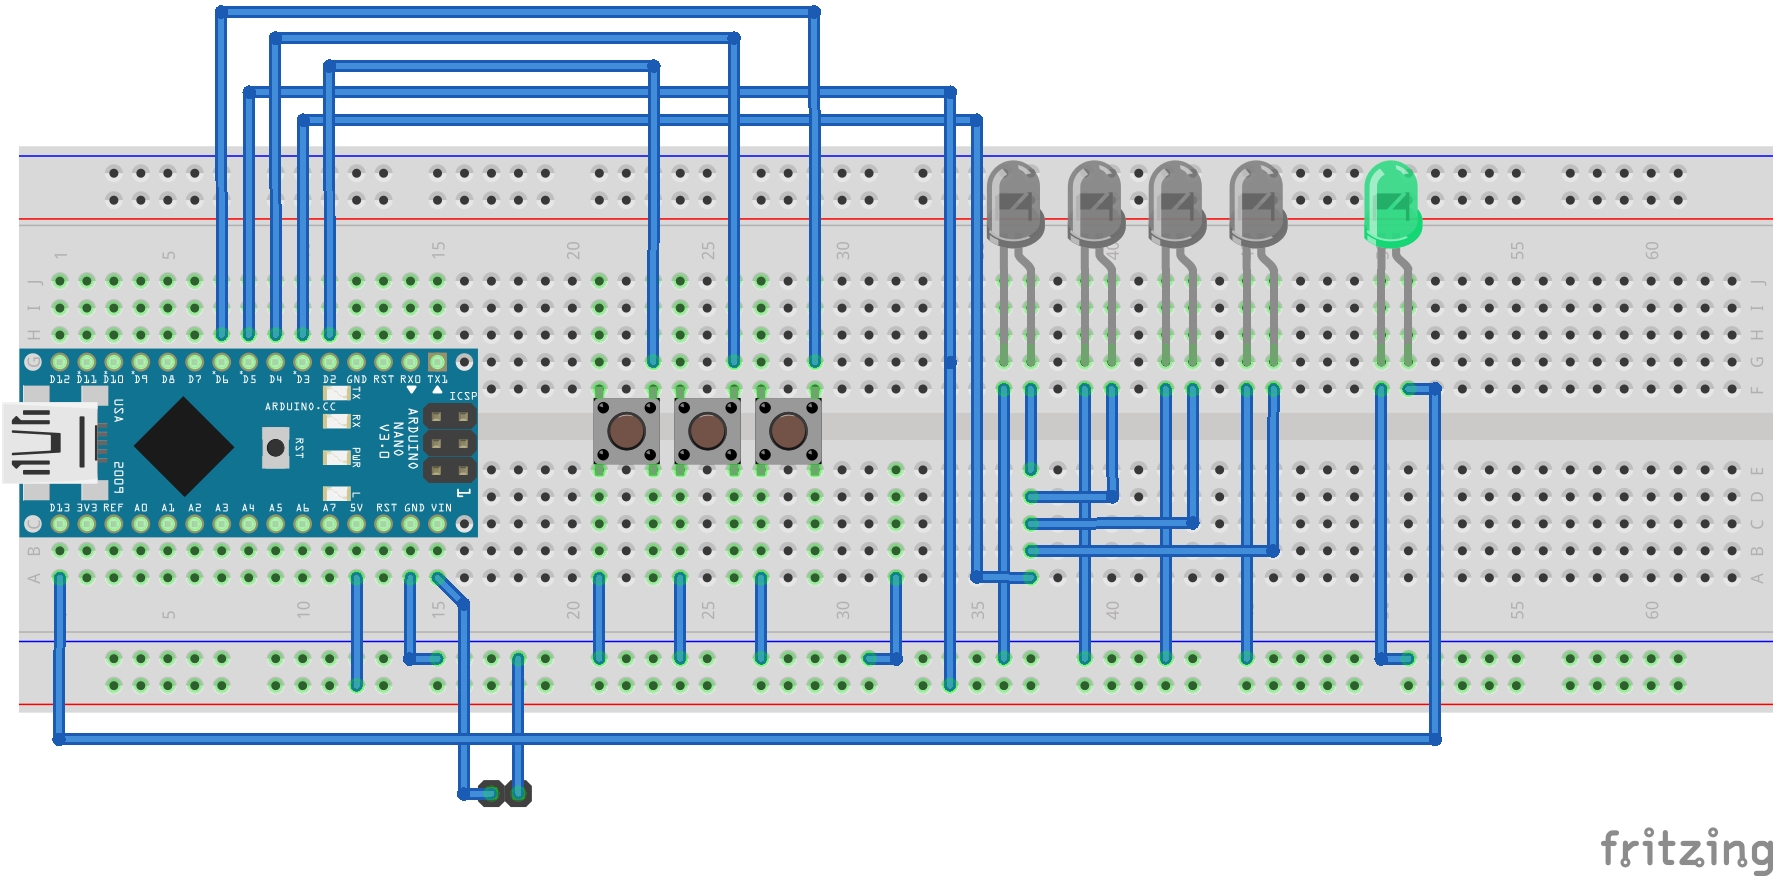 1 5 15 20 25 30 40 55 60
J J
I I
H H
G G
D12 D11 D10 D9 D8 D7 D6 D5 D4 D3 D2 GND RST RX0 TX1
F
ARDUINO.CC
TX
RX
PWR
L
RST
USA
2005
ICSP
ARDUINO
NANO
V3.0
1
E
D
D13 3V3 REF A0 A1 A2 A3 A4 A5 A6 A7 5V RST GND VIN
C C
B B
A A
5 10 15 20 25 30 35 40 55 60
fritzing